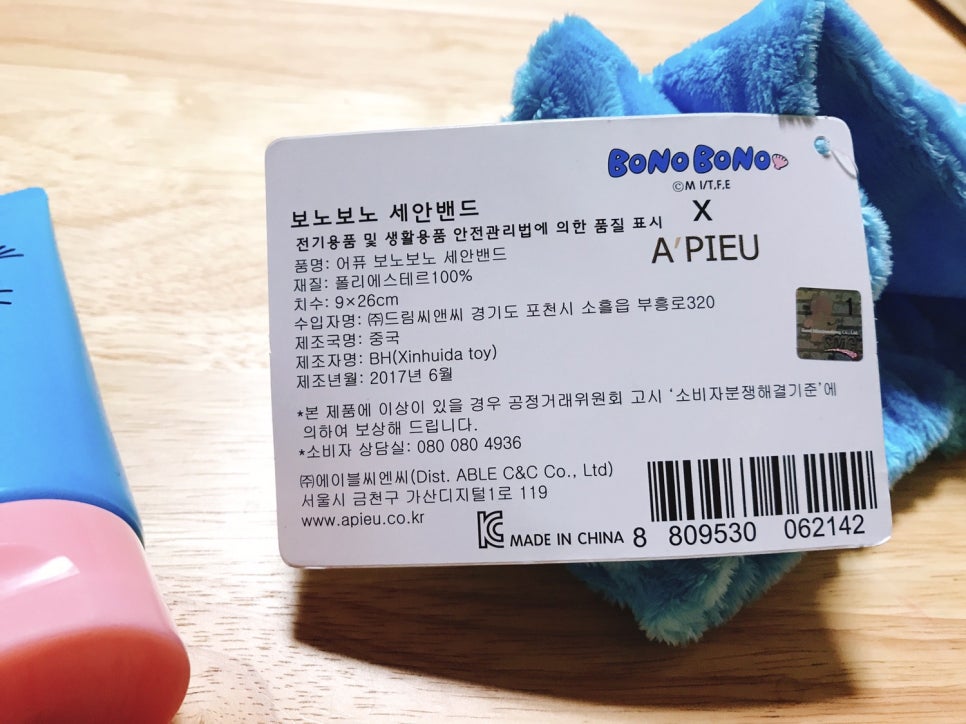 BONOBONO
©M I/T.F.E
X
A'PIEU
보노보노 세안밴드
전기용품 및 생활용품 안전관리법에 의한 품질 표시
품명: 어퓨 보노보노 세안밴드
재질: 폴리에스테르100%
치수: 9×26cm
수입자명: ㈜드림씨앤씨 경기도 포천시 소흘읍 부흥로320
제조국명: 중국
제조자명: BH(Xinhuida toy)
제조년월: 2017년 6월
*본 제품에 이상이 있을 경우 공정거래위원회 고시 '소비자분쟁해결기준'에
의하여 보상해 드립니다.
*소비자 상담실: 080 080 4936
㈜에이블씨엔씨(Dist. ABLE C&C Co., Ltd)
서울시 금천구 가산디지털1로 119
www.apieu.co.kr
MADE IN CHINA
8 809530 062142
1